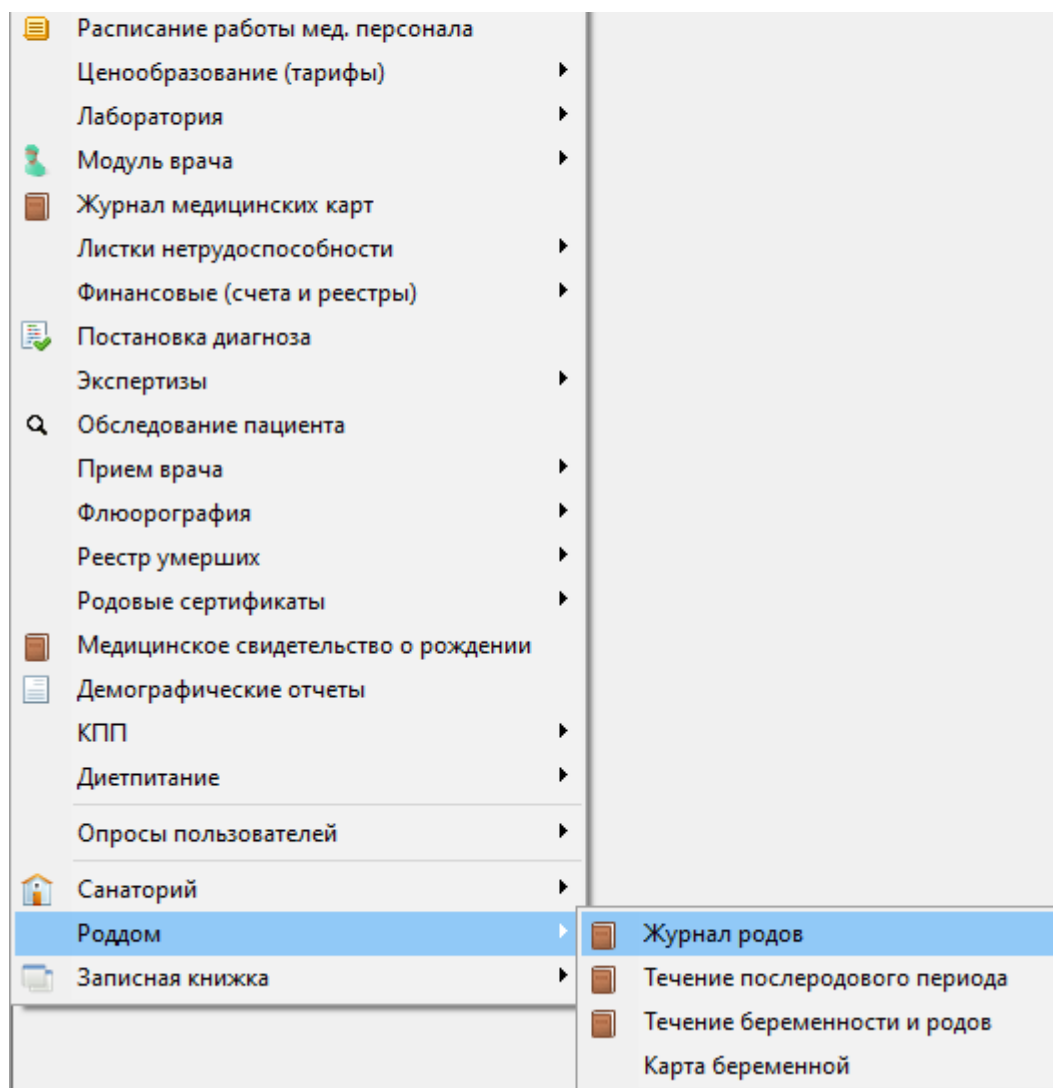 Расписание работы мед. персонала
Ценообразование (тарифы)
Лаборатория
Модуль врача
Журнал медицинских карт
Листки нетрудоспособности
Финансовые (счета и реестры)
Постановка диагноза
Экспертизы
Обследование пациента
Прием врача
Флюорография
Реестр умерших
Родовые сертификаты
Медицинское свидетельство о рождении
Демографические отчеты
КПП
Диетпитание
Опросы пользователей
Санаторий
Роддом
Записная книжка
Журнал родов
Течение послеродового периода
Течение беременности и родов
Карта беременной